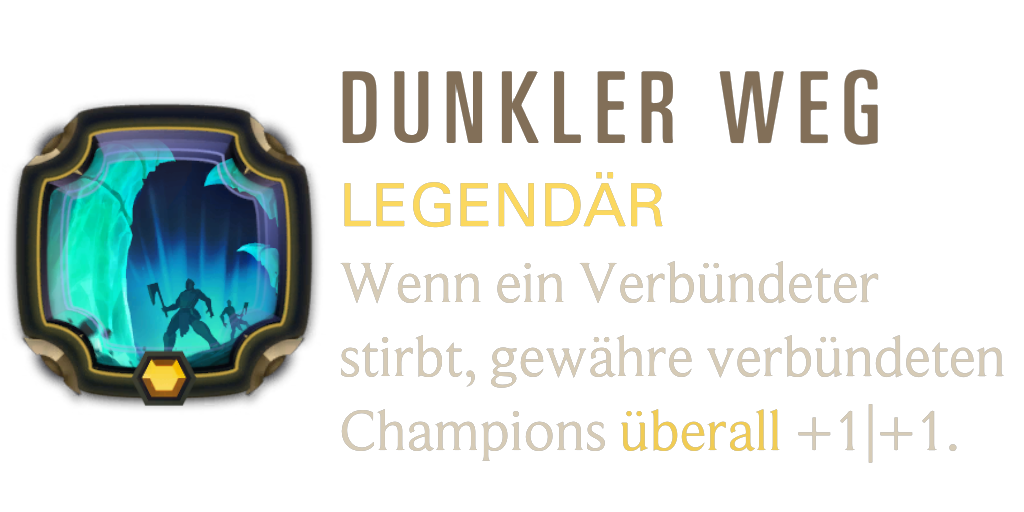 DUNKLER WEG
LEGENDÄR
Wenn ein Verbündeter
stirbt, gewähre verbündeten
Champions überall +1|+1.